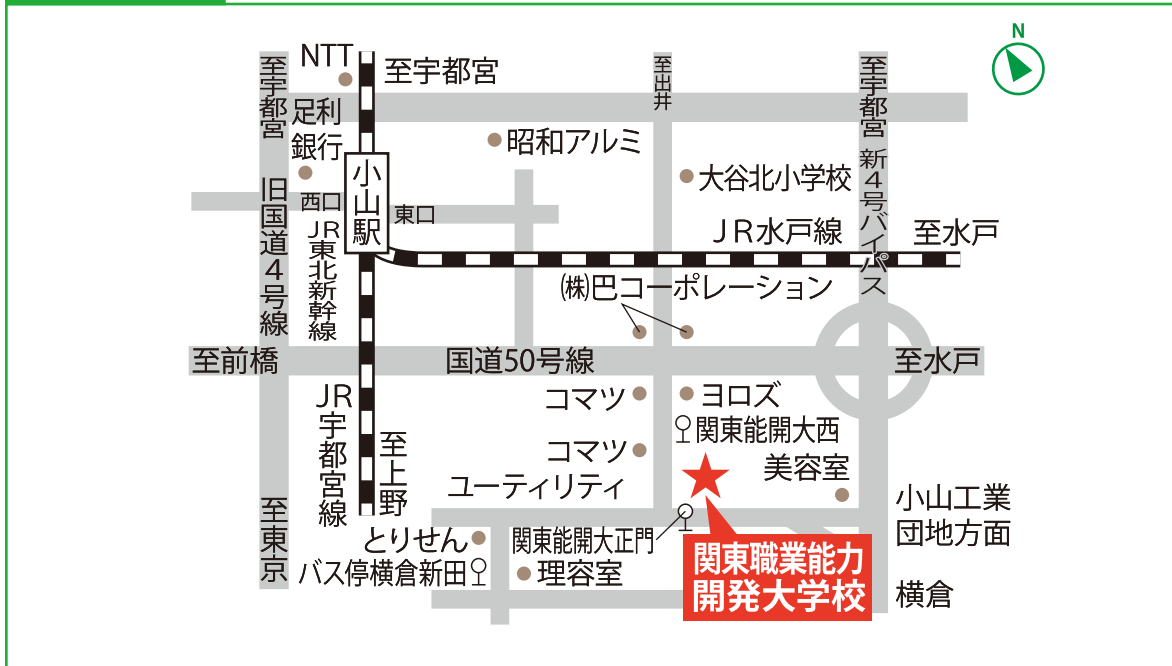 N
NTT
至宇都宮
至宇都宮
至出井
至宇都宮
足利
銀行
昭和アルミ
大谷北小学校
新4号バイパス
小山駅
西口
東口
旧国道4号線
JR東北新幹線
JR水戸線
至水戸
㈱巴コーポレーション
至前橋
国道50号線
至水戸
JR宇都宮線
至上野
コマツ
ヨロズ
関東能開大西
コマツ
ユーティリティ
美容室
小山工業
団地方面
至東京
とりせん
関東能開大正門
バス停横倉新田
理容室
関東職業能力
開発大学校
横倉